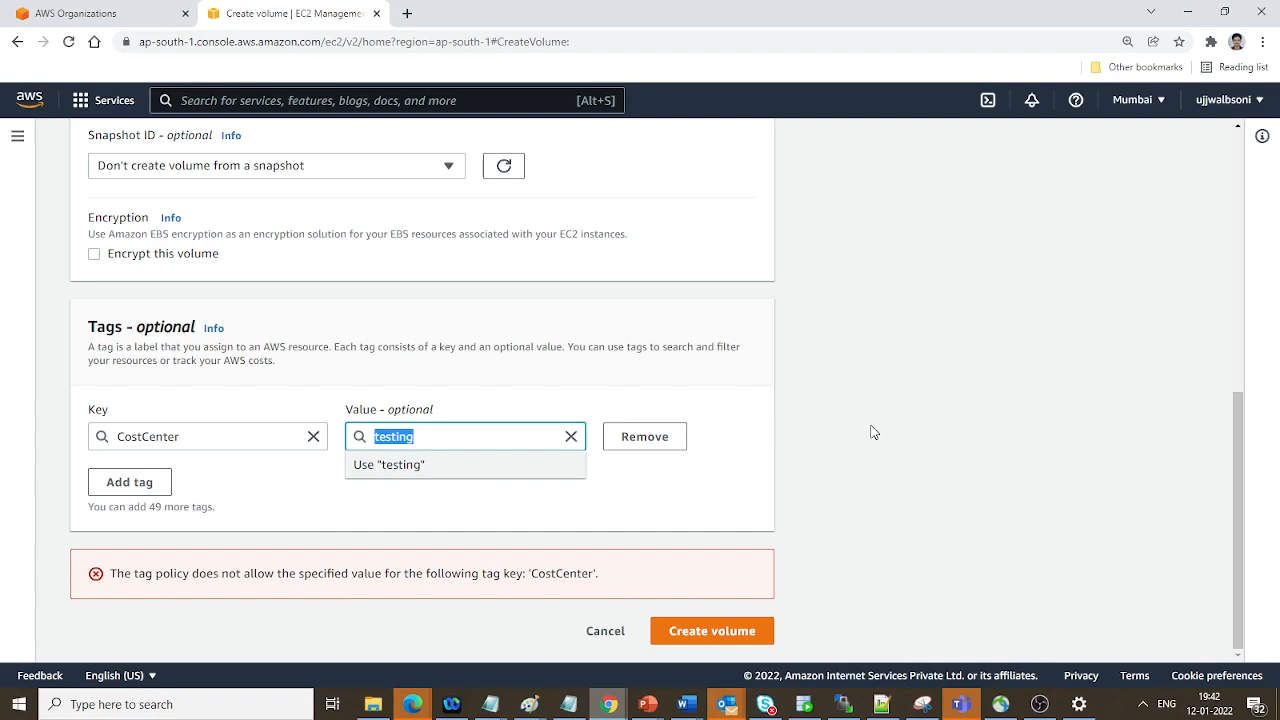 AWS Organizations
Create volume | EC2 Manageme
ap-south-1.console.aws.amazon.com/ec2/v2/home?region=ap-south-1#CreateVolume:
Other bookmarks
Reading list
aws
Services
Search for services, features, blogs, docs, and more
[Alt+S]
Mumbai
ujjwalbsoni
Snapshot ID - optional Info
Don't create volume from a snapshot
Encryption Info
Use Amazon EBS encryption as an encryption solution for your EBS resources associated with your EC2 instances.
Encrypt this volume
Tags - optional Info
A tag is a label that you assign to an AWS resource. Each tag consists of a key and an optional value. You can use tags to search and filter
your resources or track your AWS costs.
Key
Value - optional
CostCenter
testing
Remove
Use "testing"
Add tag
You can add 49 more tags.
The tag policy does not allow the specified value for the following tag key: 'CostCenter'.
Cancel
Create volume
Feedback
English (US)
© 2022, Amazon Internet Services Private Ltd. or its affiliates.
Privacy
Terms
Cookie preferences
Type here to search
ENG
19:42
12-01-2022